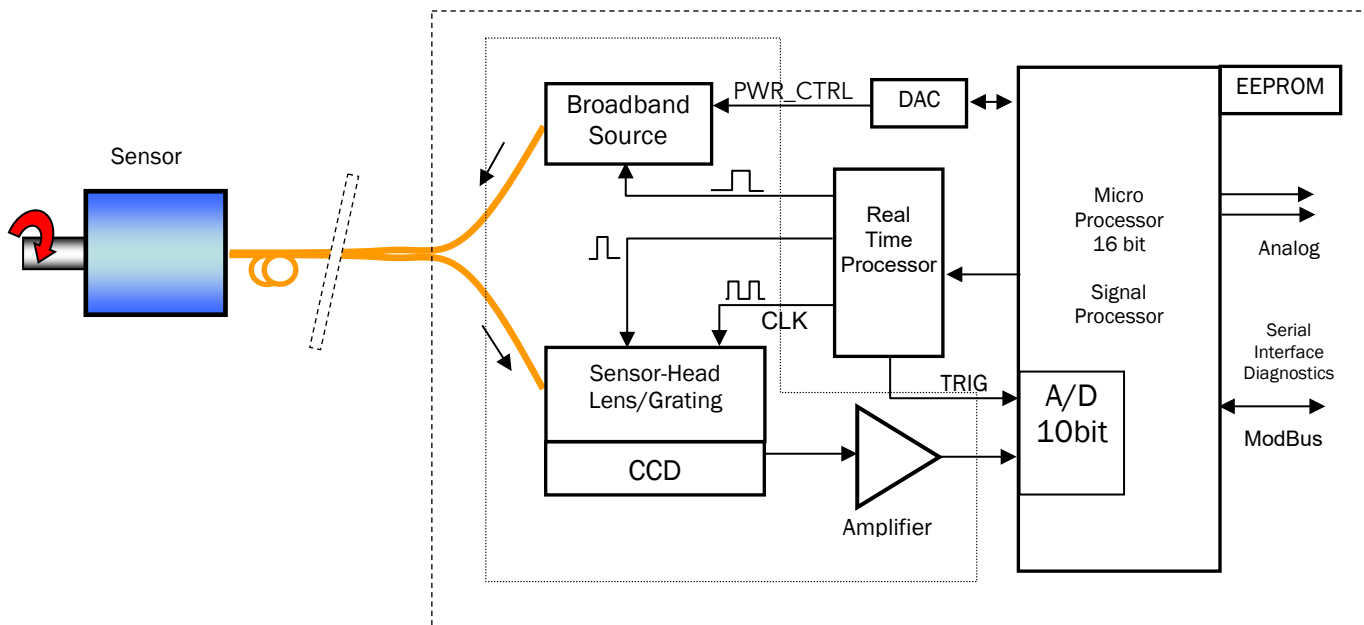 Sensor
Broadband
Source
PWR_CTRL
DAC
EEPROM
Real
Time
Processor
Micro
Processor
16 bit
Signal
Processor
Analog
CLK
Sensor-Head
Lens/Grating
CCD
TRIG
A/D
10bit
Amplifier
Serial
Interface
Diagnostics
ModBus